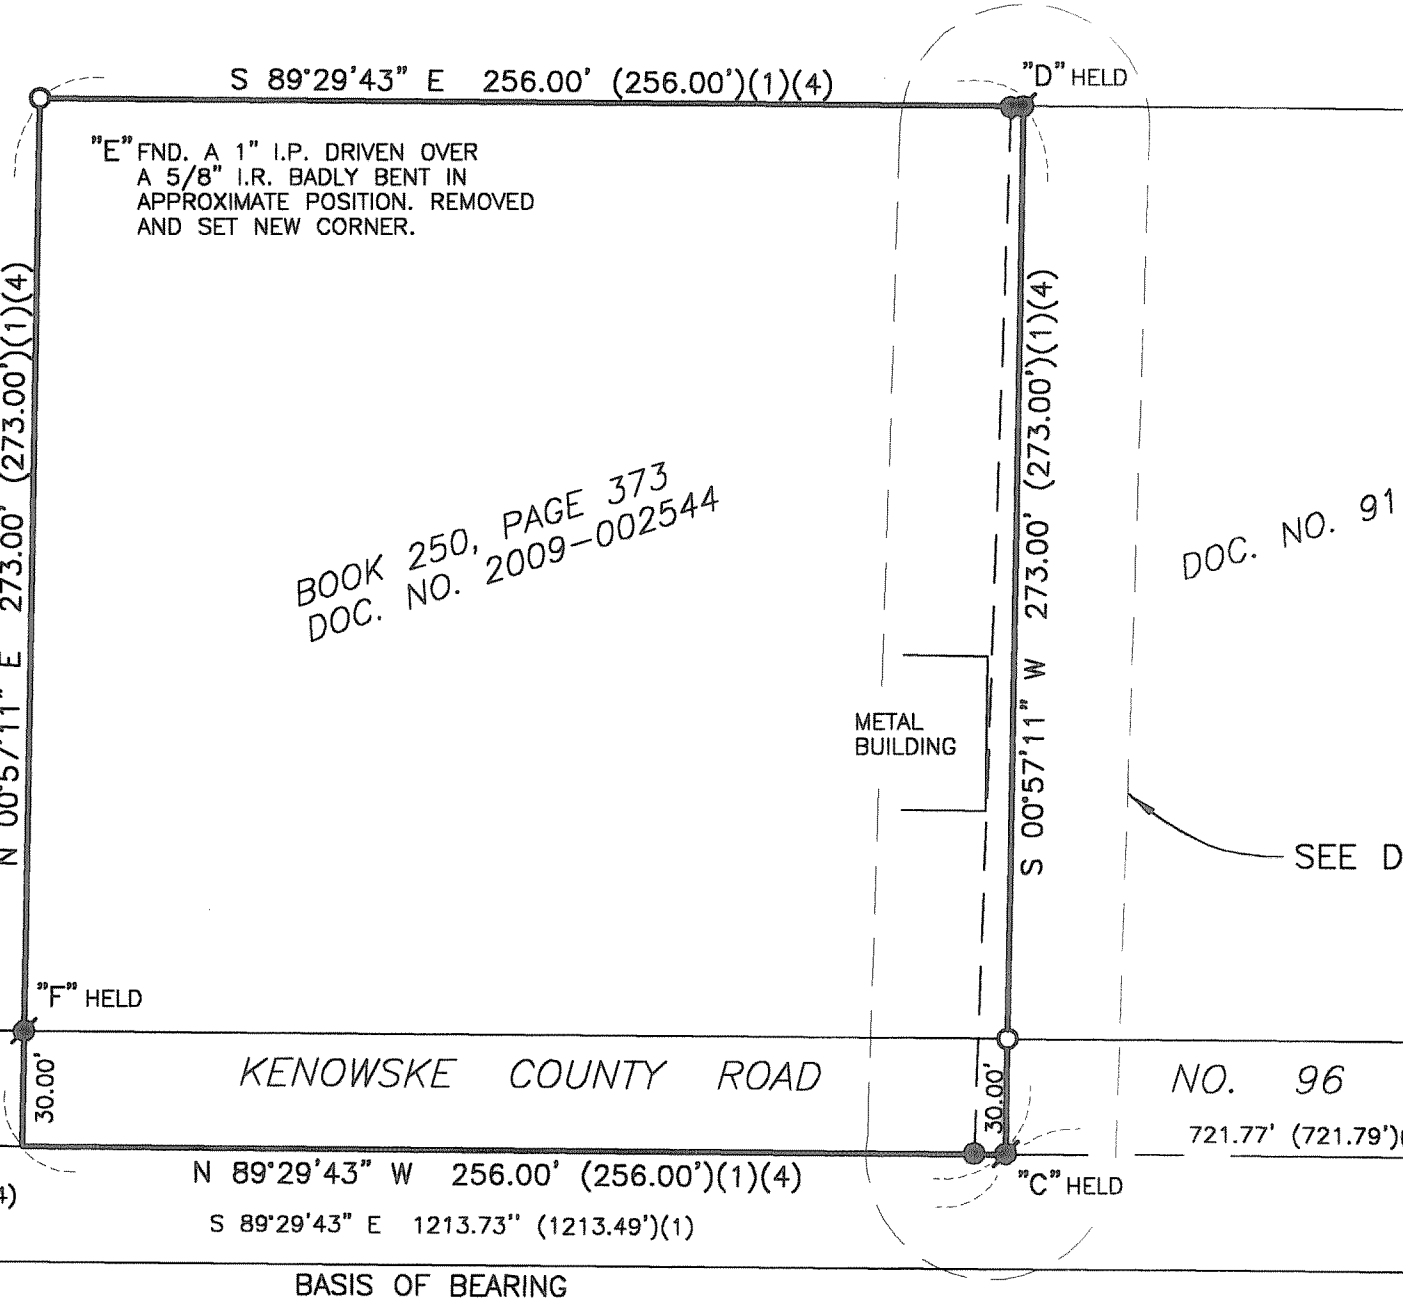 S 89°29'43" E 256.00' (256.00')(1)(4)
"D" HELD
"E" FND. A 1" I.P. DRIVEN OVER
A 5/8" I.R. BADLY BENT IN
APPROXIMATE POSITION. REMOVED
AND SET NEW CORNER.
N 00°57'11" E 273.00' (273.00')(1)(4)
S 00°57'11" W 273.00' (273.00')(1)(4)
BOOK 250, PAGE 373
DOC. NO. 2009-002544
DOC. NO. 91
METAL
BUILDING
SEE D
"F" HELD
30.00'
KENOWSKE COUNTY ROAD
30.00'
NO. 96
721.77' (721.79')(
N 89°29'43" W 256.00' (256.00')(1)(4)
"C" HELD
4)
S 89°29'43" E 1213.73" (1213.49')(1)
BASIS OF BEARING